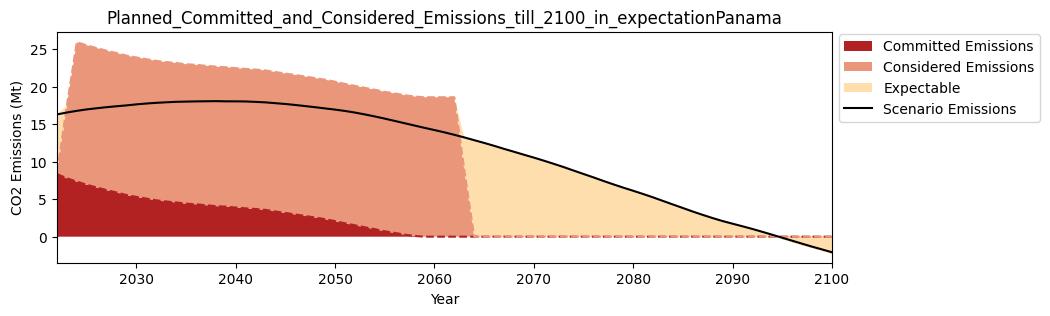 Planned_Committed_and_Considered_Emissions_till_2100_in_expectationPanama
CO2 Emissions (Mt)
25
20
15
10
5
0
2030 2040 2050 2060 2070 2080 2090 2100
Year
Committed Emissions
Considered Emissions
Expectable
Scenario Emissions